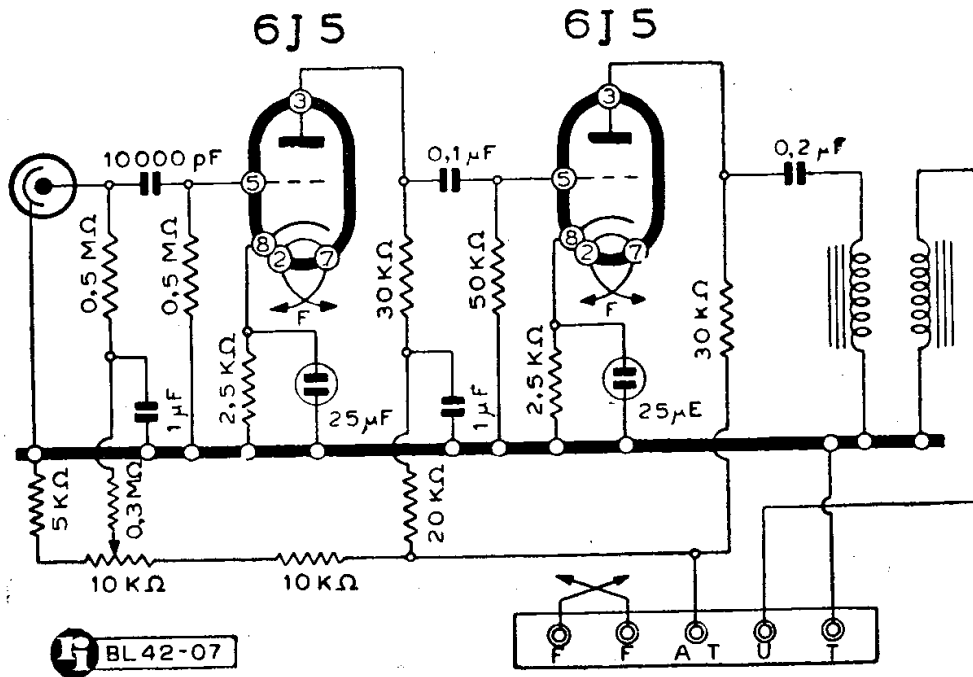 6J5 6J5
3 3
10000 pF 0,1 µF 0,2 µF
5 5
8 2 7 8 2 7
0,5 MΩ 0,5 MΩ 30 KΩ 50 KΩ 30 KΩ
F F
2,5 KΩ 25 µF 2,5 KΩ 25 µE
1 µF 1 µF
5 KΩ 0,3 MΩ 20 KΩ
10 KΩ 10 KΩ
F F A T U T
ri BL 42-07